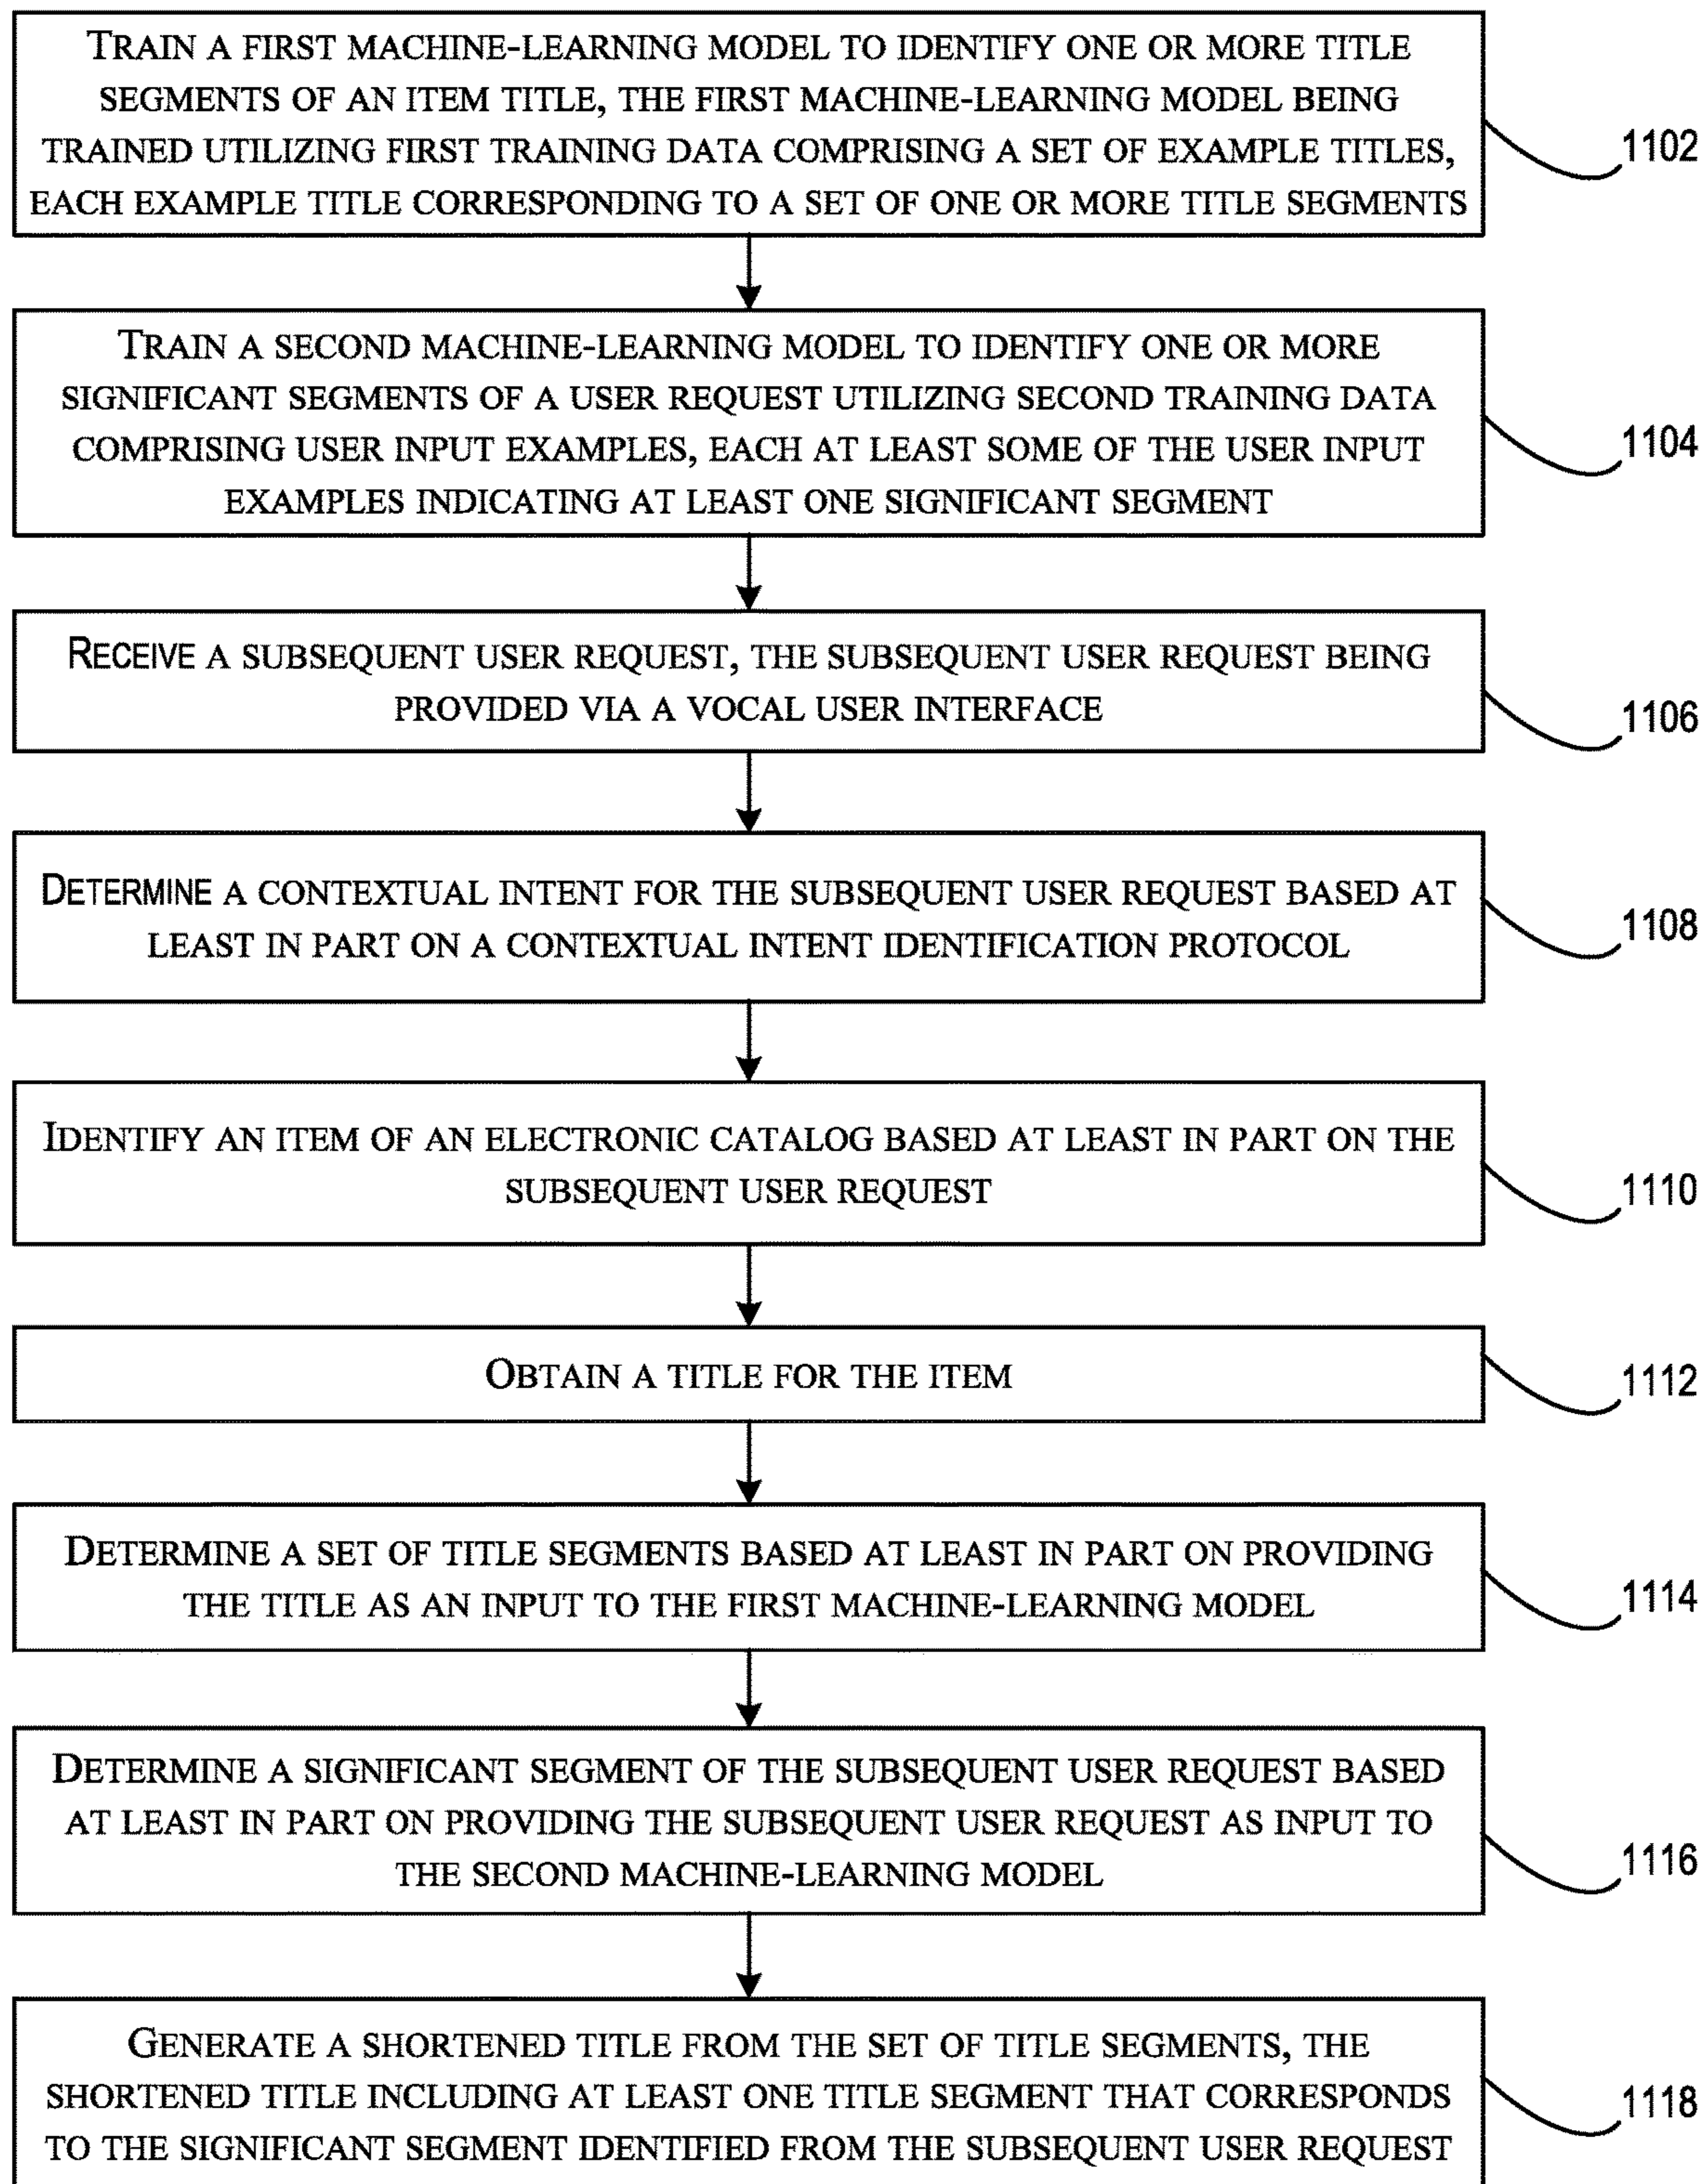 TRAIN A FIRST MACHINE-LEARNING MODEL TO IDENTIFY ONE OR MORE TITLE
SEGMENTS OF AN ITEM TITLE, THE FIRST MACHINE-LEARNING MODEL BEING
TRAINED UTILIZING FIRST TRAINING DATA COMPRISING A SET OF EXAMPLE TITLES,
EACH EXAMPLE TITLE CORRESPONDING TO A SET OF ONE OR MORE TITLE SEGMENTS
1102
TRAIN A SECOND MACHINE-LEARNING MODEL TO IDENTIFY ONE OR MORE
SIGNIFICANT SEGMENTS OF A USER REQUEST UTILIZING SECOND TRAINING DATA
COMPRISING USER INPUT EXAMPLES, EACH AT LEAST SOME OF THE USER INPUT
EXAMPLES INDICATING AT LEAST ONE SIGNIFICANT SEGMENT
1104
RECEIVE A SUBSEQUENT USER REQUEST, THE SUBSEQUENT USER REQUEST BEING
PROVIDED VIA A VOCAL USER INTERFACE
1106
DETERMINE A CONTEXTUAL INTENT FOR THE SUBSEQUENT USER REQUEST BASED AT
LEAST IN PART ON A CONTEXTUAL INTENT IDENTIFICATION PROTOCOL
1108
IDENTIFY AN ITEM OF AN ELECTRONIC CATALOG BASED AT LEAST IN PART ON THE
SUBSEQUENT USER REQUEST
1110
OBTAIN A TITLE FOR THE ITEM
1112
DETERMINE A SET OF TITLE SEGMENTS BASED AT LEAST IN PART ON PROVIDING
THE TITLE AS AN INPUT TO THE FIRST MACHINE-LEARNING MODEL
1114
DETERMINE A SIGNIFICANT SEGMENT OF THE SUBSEQUENT USER REQUEST BASED
AT LEAST IN PART ON PROVIDING THE SUBSEQUENT USER REQUEST AS INPUT TO
THE SECOND MACHINE-LEARNING MODEL
1116
GENERATE A SHORTENED TITLE FROM THE SET OF TITLE SEGMENTS, THE
SHORTENED TITLE INCLUDING AT LEAST ONE TITLE SEGMENT THAT CORRESPONDS
TO THE SIGNIFICANT SEGMENT IDENTIFIED FROM THE SUBSEQUENT USER REQUEST
1118